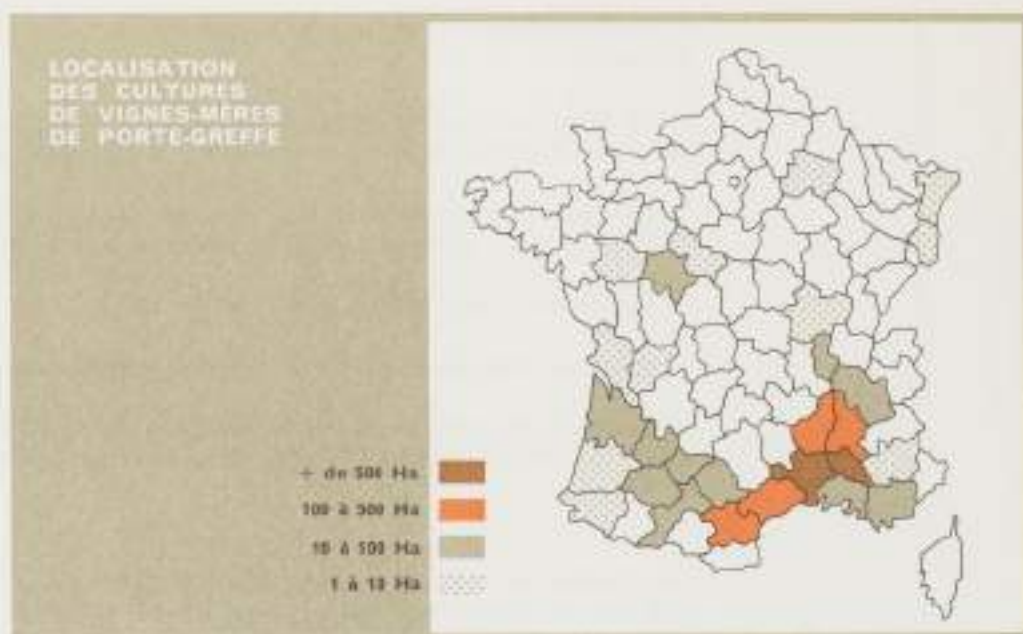 LOCALISATION
DES CULTURES
DE VIGNES-MÈRES
DE PORTE-GREFFE
+ de 500 Ha
100 à 500 Ha
10 à 100 Ha
1 à 10 Ha